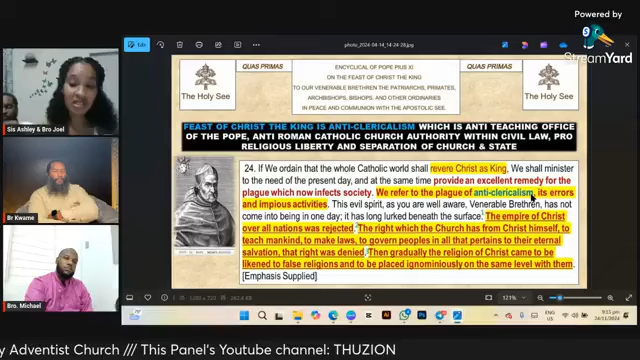 Powered by
StreamYard
Edit
photo_2024-04-14_14-24-28.jpg
QUAS PRIMAS
ENCYCLICAL OF POPE PIUS XI
ON THE FEAST OF CHRIST THE KING
TO OUR VENERABLE BRETHREN THE PATRIARCHS, PRIMATES,
ARCHBISHOPS, BISHOPS, AND OTHER ORDINARIES
IN PEACE AND COMMUNION WITH THE APOSTOLIC SEE.
QUAS PRIMAS
The Holy See
The Holy See
FEAST OF CHRIST THE KING IS ANTI-CLERICALISM WHICH IS ANTI TEACHING OFFICE
OF THE POPE, ANTI ROMAN CATHOLIC CHURCH AUTHORITY WITHIN CIVIL LAW, PRO
RELIGIOUS LIBERTY AND SEPARATION OF CHURCH & STATE
24. If We ordain that the whole Catholic world shall revere Christ as King, We shall minister
to the need of the present day, and at the same time provide an excellent remedy for the
plague which now infects society. We refer to the plague of anti-clericalism, its errors
and impious activities. This evil spirit, as you are well aware, Venerable Brethren, has not
come into being in one day; it has long lurked beneath the surface. The empire of Christ
over all nations was rejected. The right which the Church has from Christ himself, to
teach mankind, to make laws, to govern peoples in all that pertains to their eternal
salvation, that right was denied. Then gradually the religion of Christ came to be
likened to false religions and to be placed ignominiously on the same level with them.
[Emphasis Supplied]
Sis Ashley & Bro Joel
Br Kwame
Bro. Michael
121%
Search
ENG
US
9:15 pm
24/11/2024
y Adventist Church /// This Panel's Youtube channel: THUZION